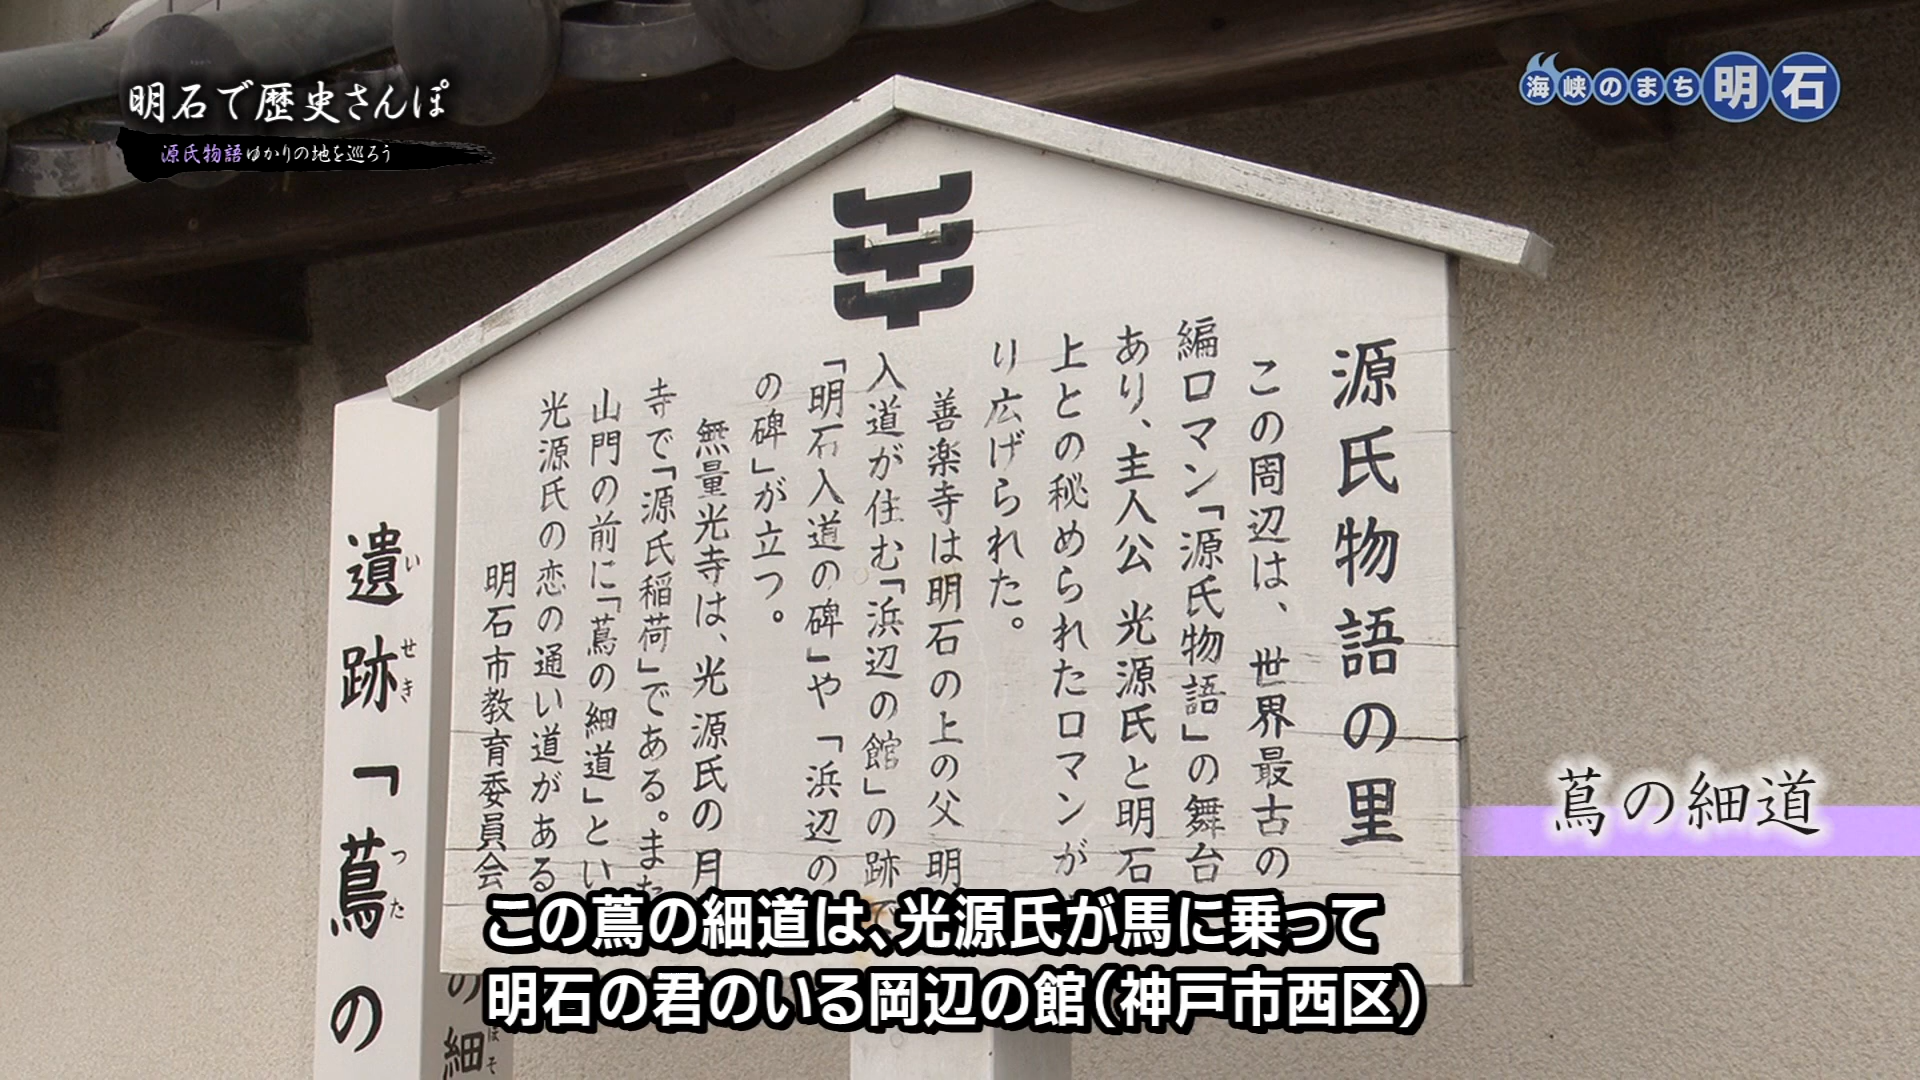 明石で歴史さんぽ
源氏物語ゆかりの地を巡ろう
海峡のまち明石
源氏物語の里
この周辺は、世界最古の
編ロマン「源氏物語」の舞台
あり、主人公 光源氏と明石
上との秘められたロマンが
り広げられた。
善楽寺は明石の上の父 明
入道が住む「浜辺の館」の跡で
「明石入道の碑」や「浜辺の
の碑」が立つ。
無量光寺は、光源氏の月
寺で「源氏稲荷」である。また
山門の前に「蔦の細道」とい
光源氏の恋の通い道がある
明石市教育委員会
遺跡「蔦の
いせき
つた
の細
ほそ
蔦の細道
この蔦の細道は、光源氏が馬に乗って
明石の君のいる岡辺の館(神戸市西区)